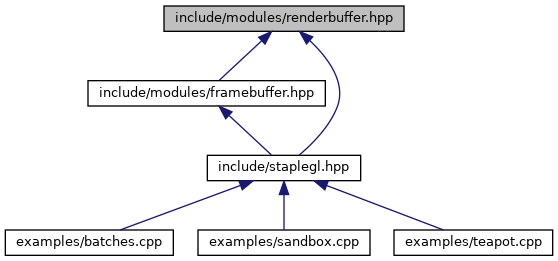 include/modules/renderbuffer.hpp
include/modules/framebuffer.hpp
include/staplegl.hpp
examples/batches.cpp
examples/sandbox.cpp
examples/teapot.cpp